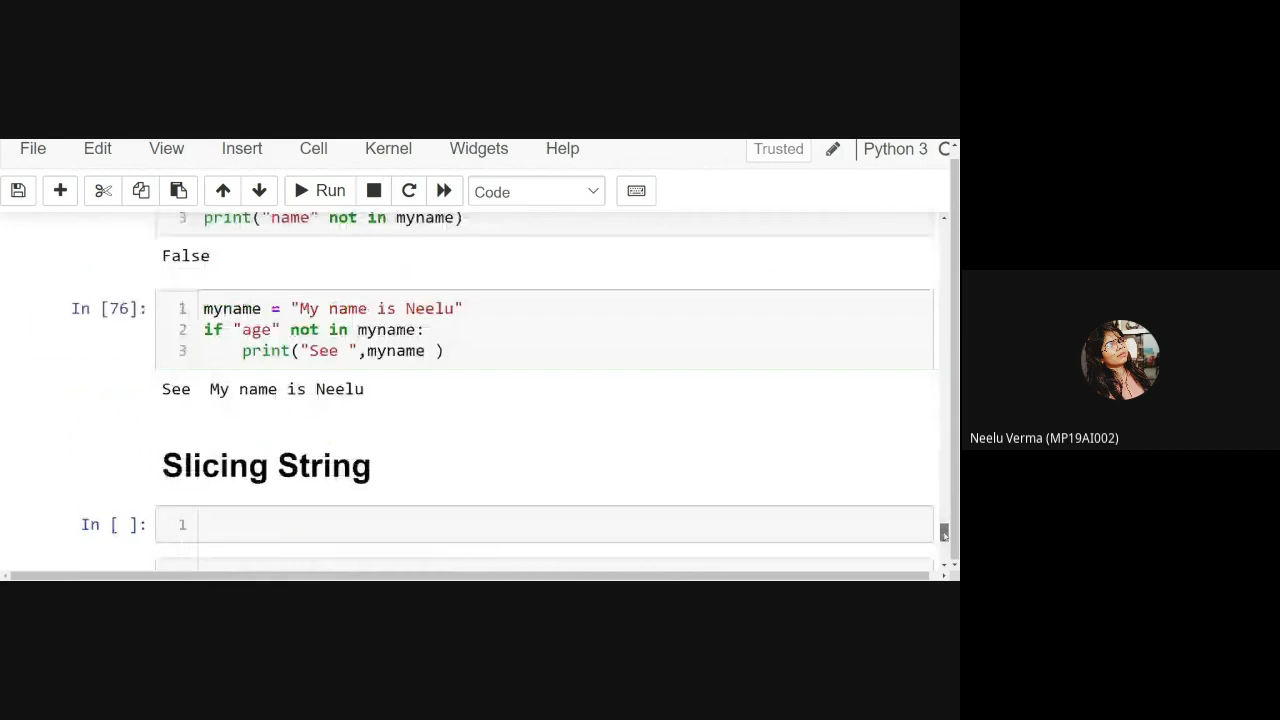 File Edit View Insert Cell Kernel Widgets Help Trusted Python 3
Run Code
3 print("name" not in myname)
False
In [76]: 1 myname = "My name is Neelu"
2 if "age" not in myname:
3 print("See ",myname )
See  My name is Neelu
Slicing String
In [ ]: 1
Neelu Verma (MP19AI002)